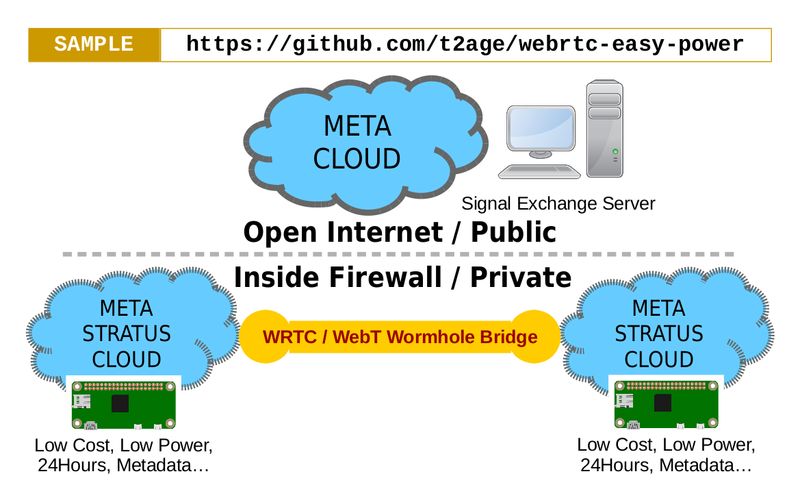 SAMPLE https://github.com/t2age/webrtc-easy-power
META
CLOUD
Signal Exchange Server
Open Internet / Public
Inside Firewall / Private
META
STRATUS
CLOUD
WRTC / WebT Wormhole Bridge
META
STRATUS
CLOUD
Low Cost, Low Power,
24Hours, Metadata…
Low Cost, Low Power,
24Hours, Metadata…